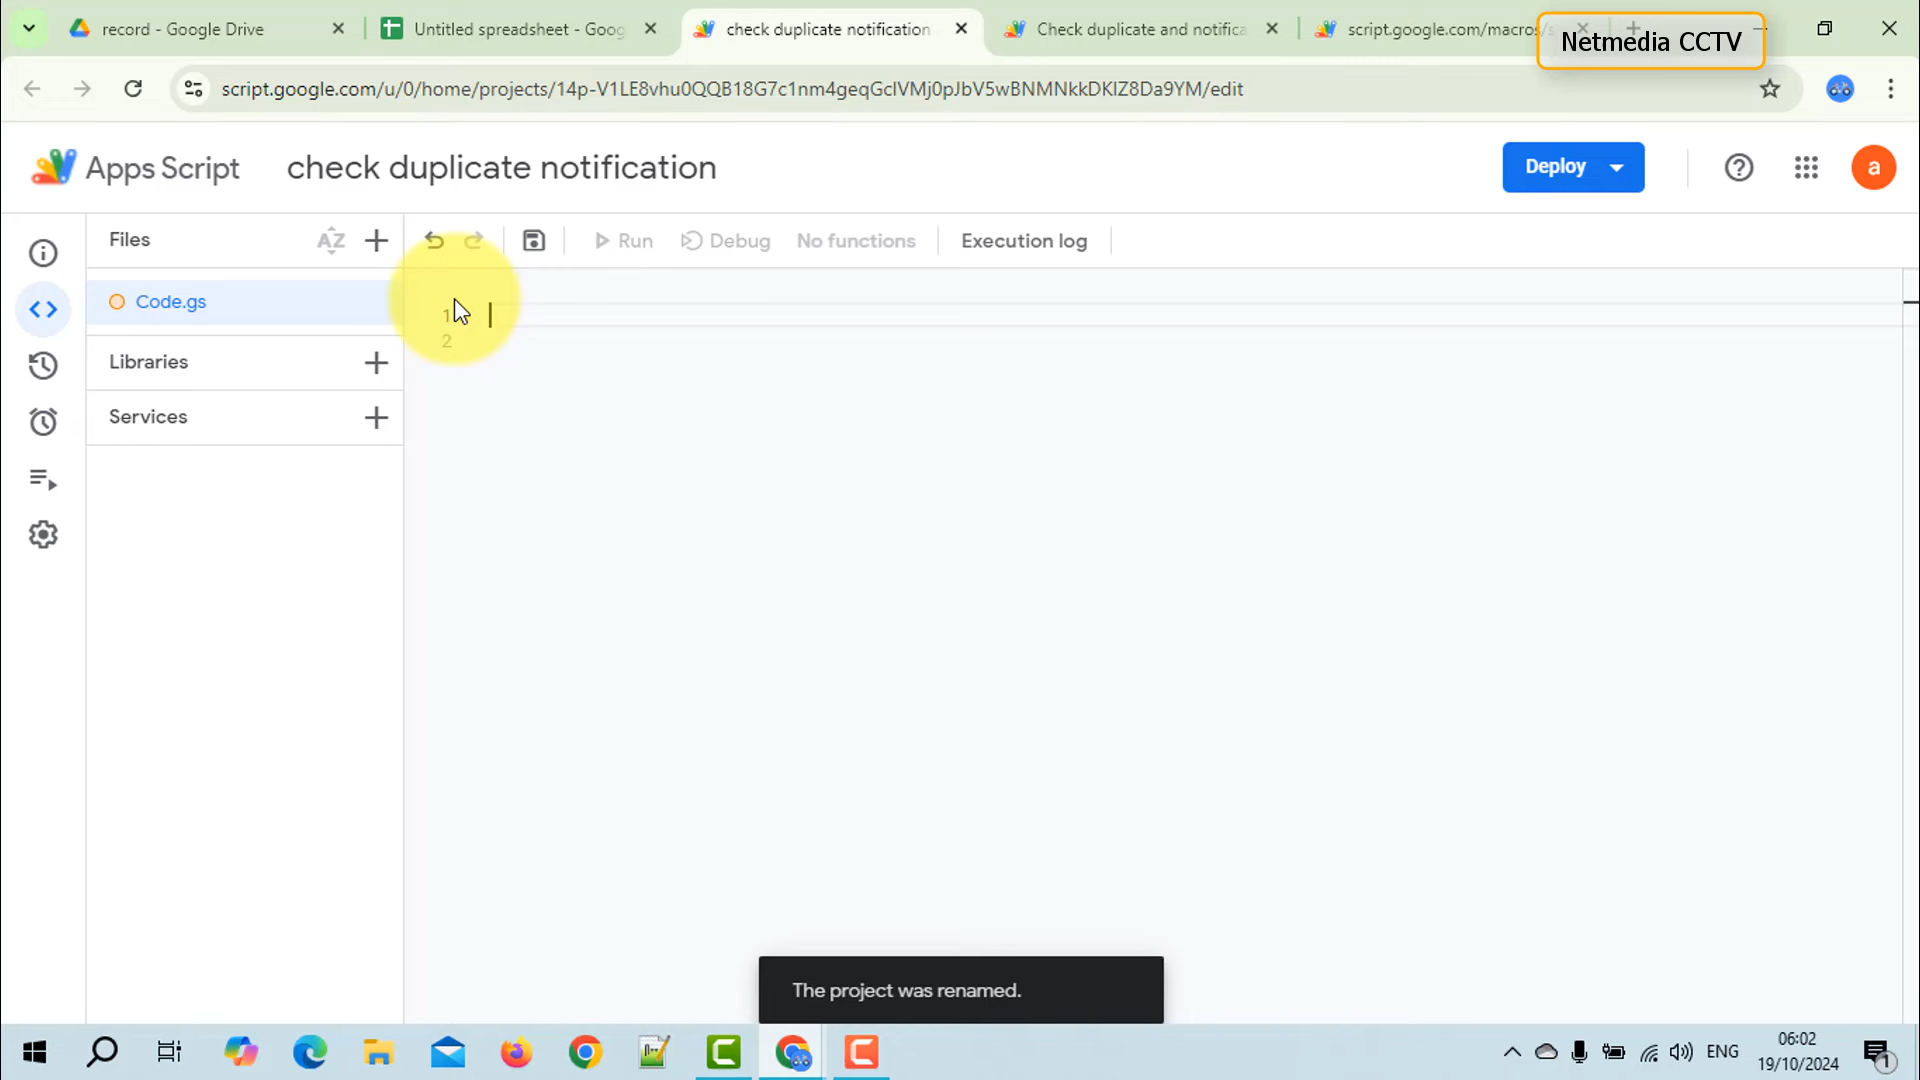 record - Google Drive
Untitled spreadsheet - Goog
check duplicate notification
Check duplicate and notifica
script.google.com/macros/s
Netmedia CCTV
script.google.com/u/0/home/projects/14p-V1LE8vhu0QQB18G7c1nm4geqGclVMj0pJbV5wBNMNkkDKlZ8Da9YM/edit
Apps Script
check duplicate notification
Deploy
a
Files
AZ
Run
Debug
No functions
Execution log
Code.gs
1
2
Libraries
Services
The project was renamed.
ENG
06:02
19/10/2024
1